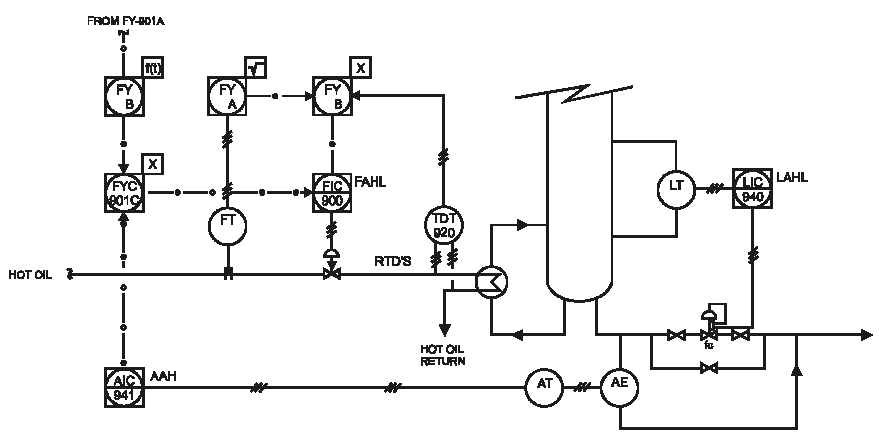 FROM FY-901A
f(t)
√
X
FY
B
FY
A
FY
B
X
FYC
901C
FIC
900
FAHL
LT
LIC
940
LAHL
FT
TDT
920
RTD'S
HOT OIL
HOT OIL
RETURN
fc
AIC
941
AAH
AT
AE